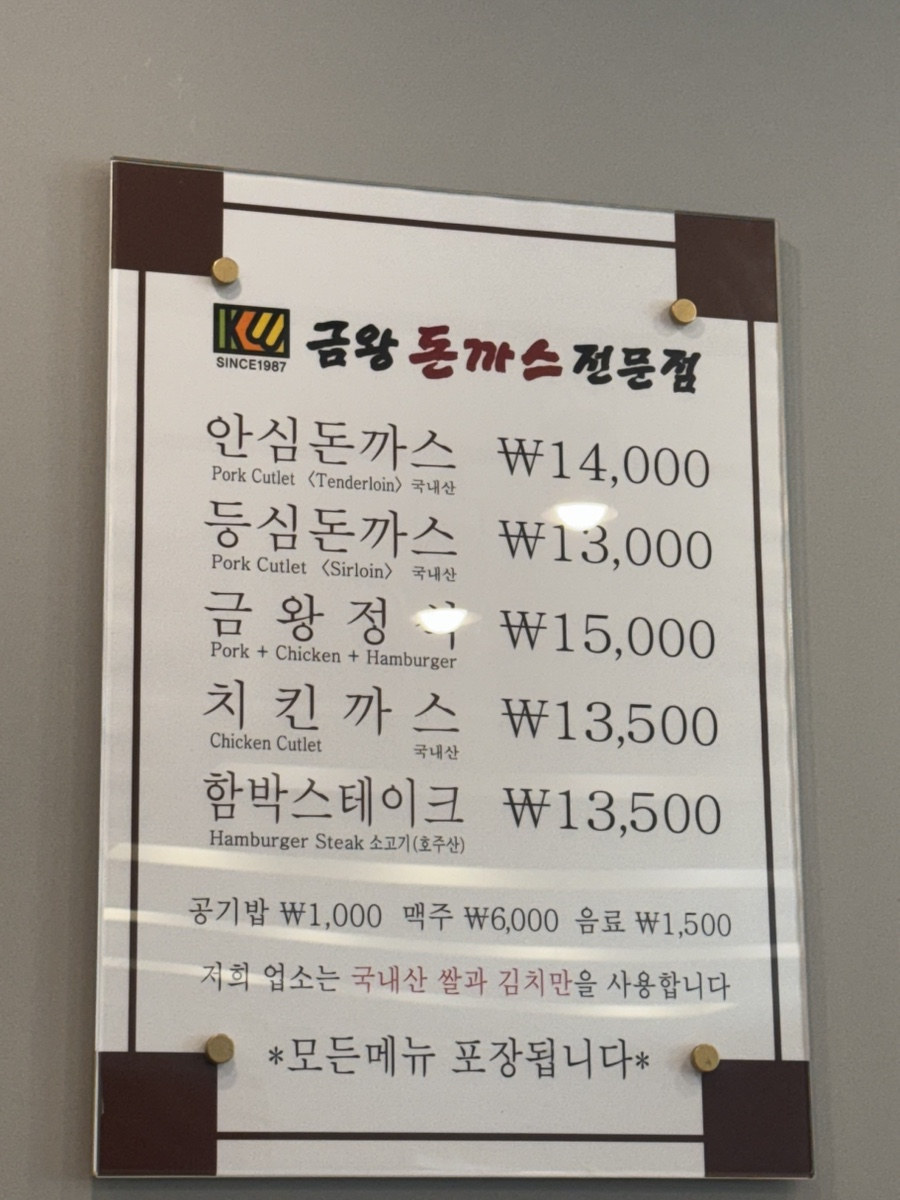 KW
SINCE1987
금왕 돈까스 전문점
안심돈까스 ₩14,000
Pork Cutlet 〈Tenderloin〉 국내산
등심돈까스 ₩13,000
Pork Cutlet 〈Sirloin〉 국내산
금 왕 정 ₩15,000
Pork + Chicken + Hamburger
치 킨 까 스 ₩13,500
Chicken Cutlet 국내산
함박스테이크 ₩13,500
Hamburger Steak 소고기(호주산)
공기밥 ₩1,000 맥주 ₩6,000 음료 ₩1,500
저희 업소는 국내산 쌀과 김치만을 사용합니다
*모든메뉴 포장됩니다*